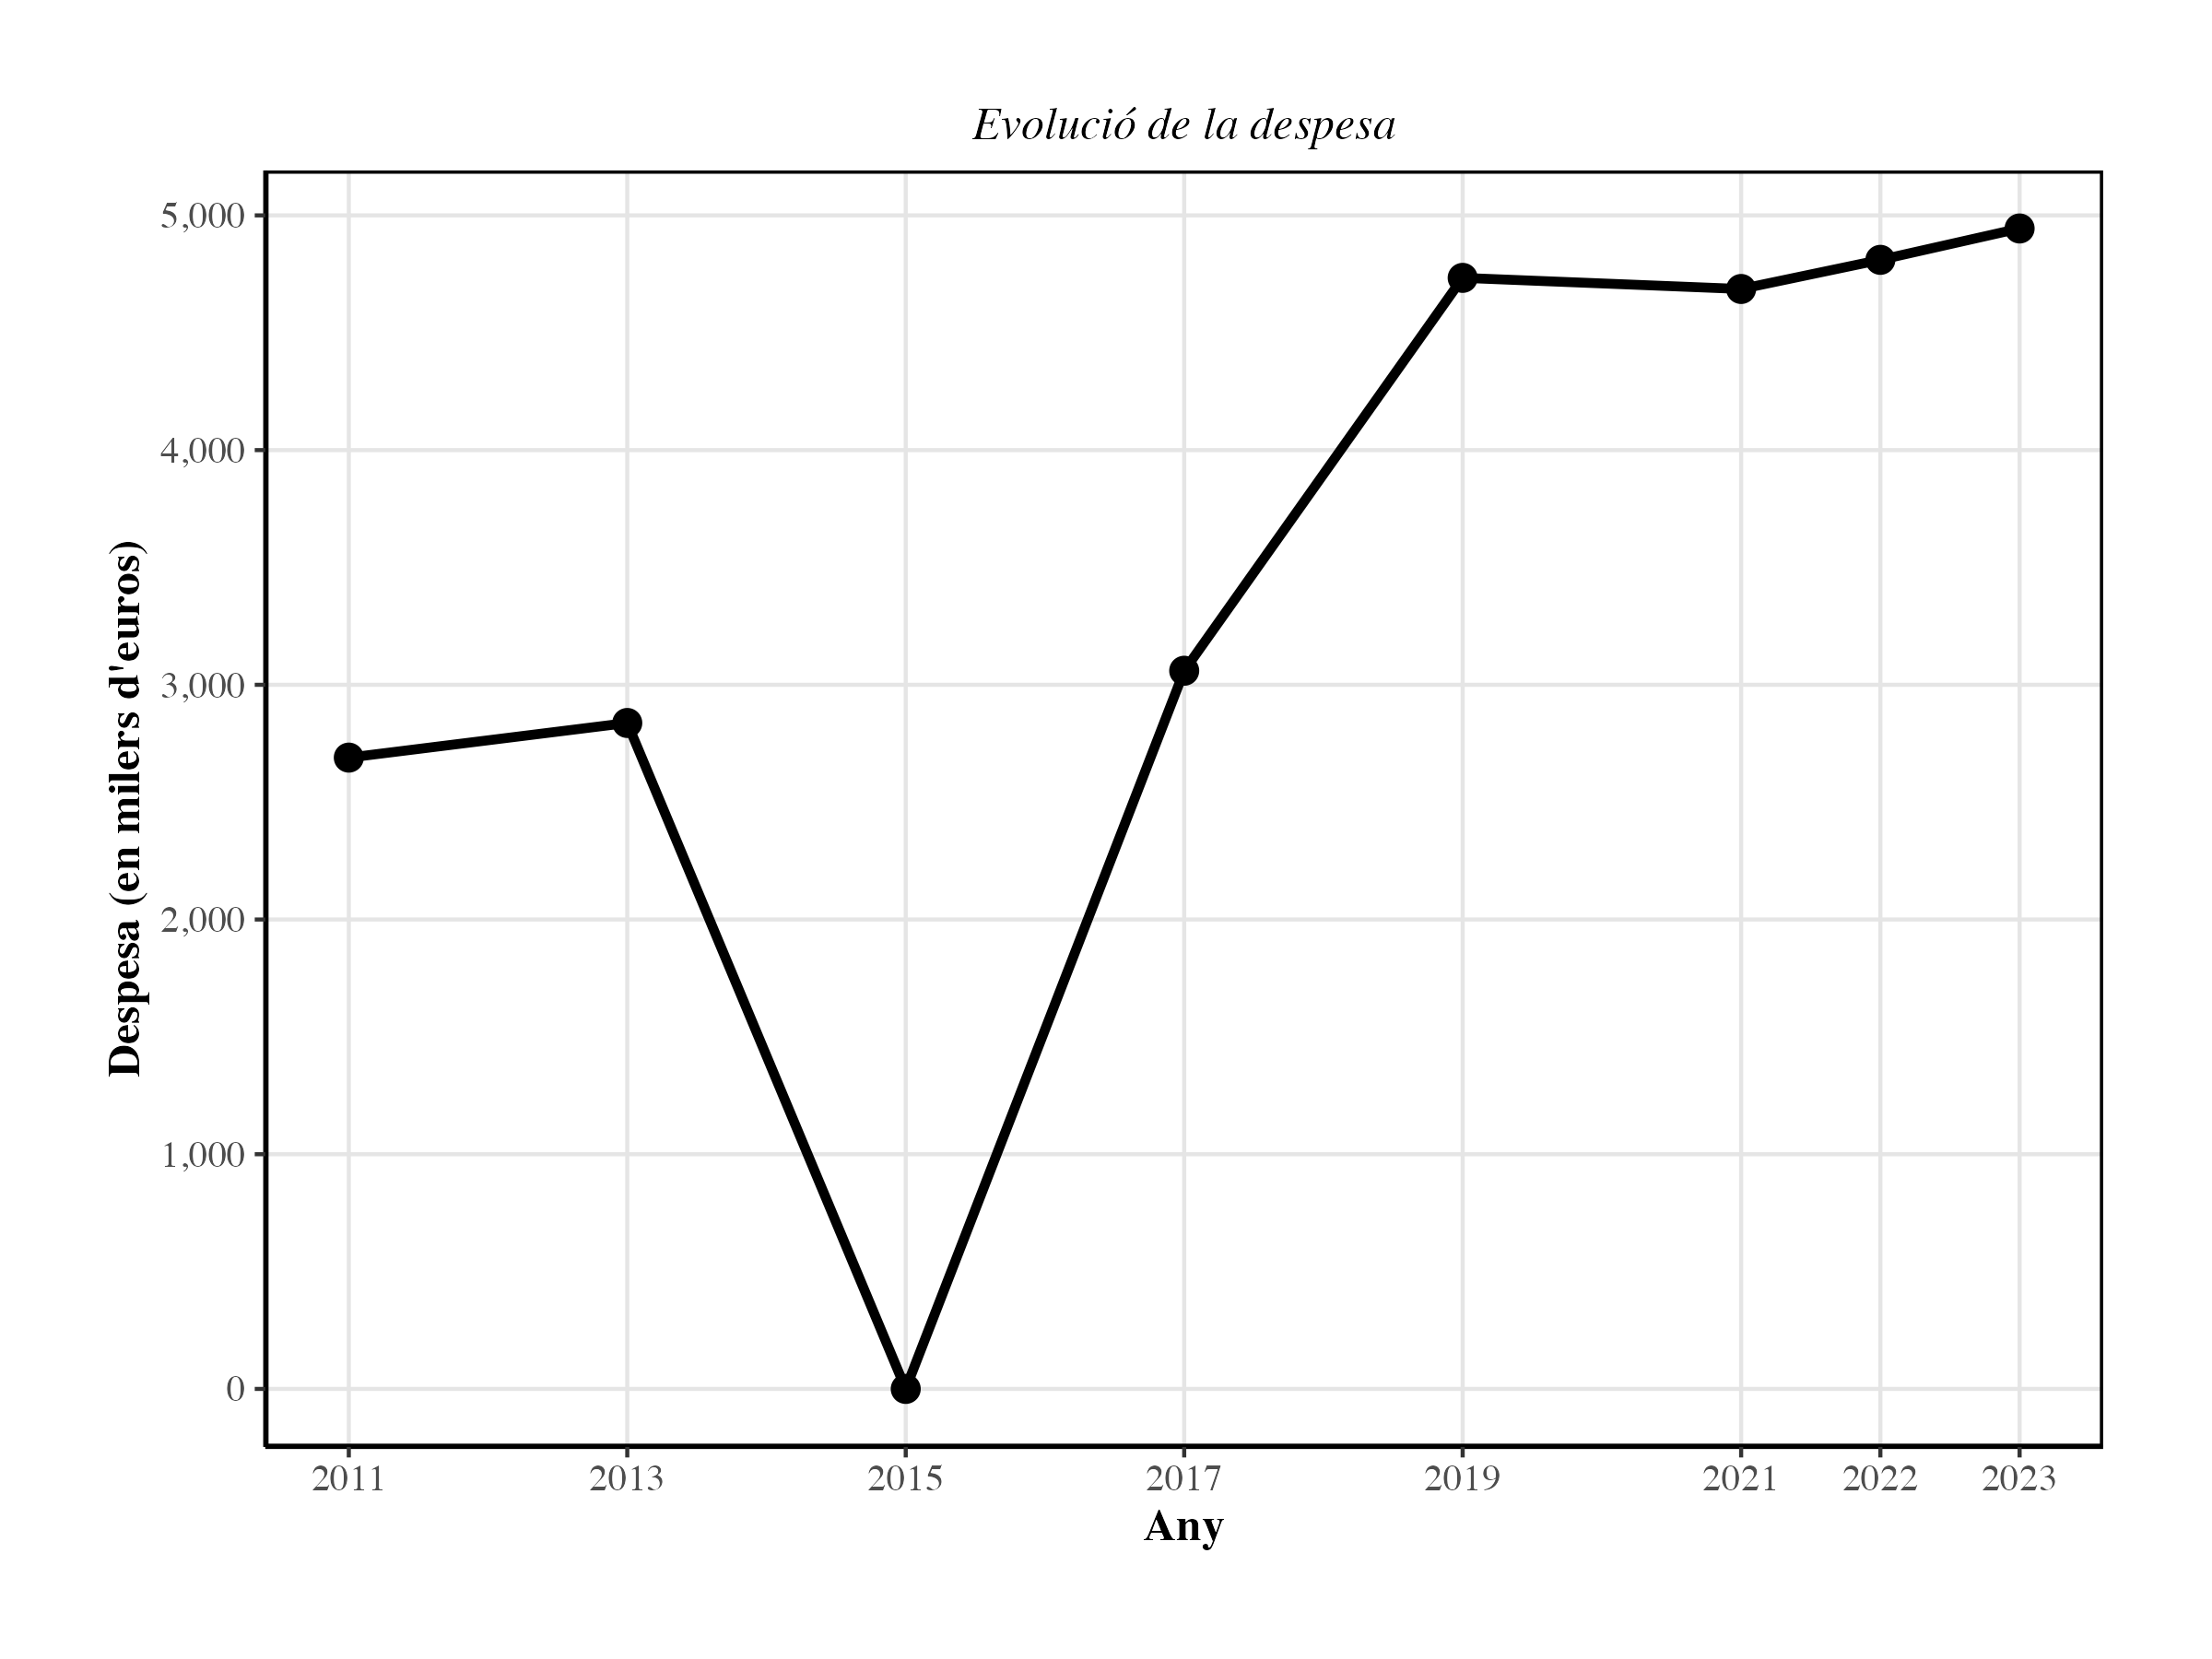 Evolució de la despesa
Despesa (en milers d'euros)
5,000
4,000
3,000
2,000
1,000
0
2011 2013 2015 2017 2019 2021 2022 2023
Any